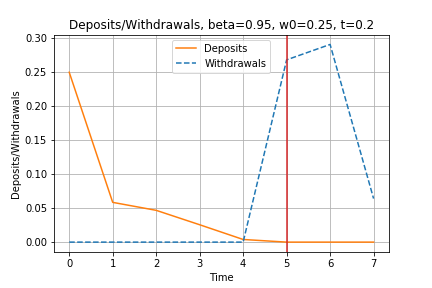 Deposits/Withdrawals, beta=0.95, w0=0.25, t=0.2
Deposits
Withdrawals
Deposits/Withdrawals
0.30
0.25
0.20
0.15
0.10
0.05
0.00
0 1 2 3 4 5 6 7
Time